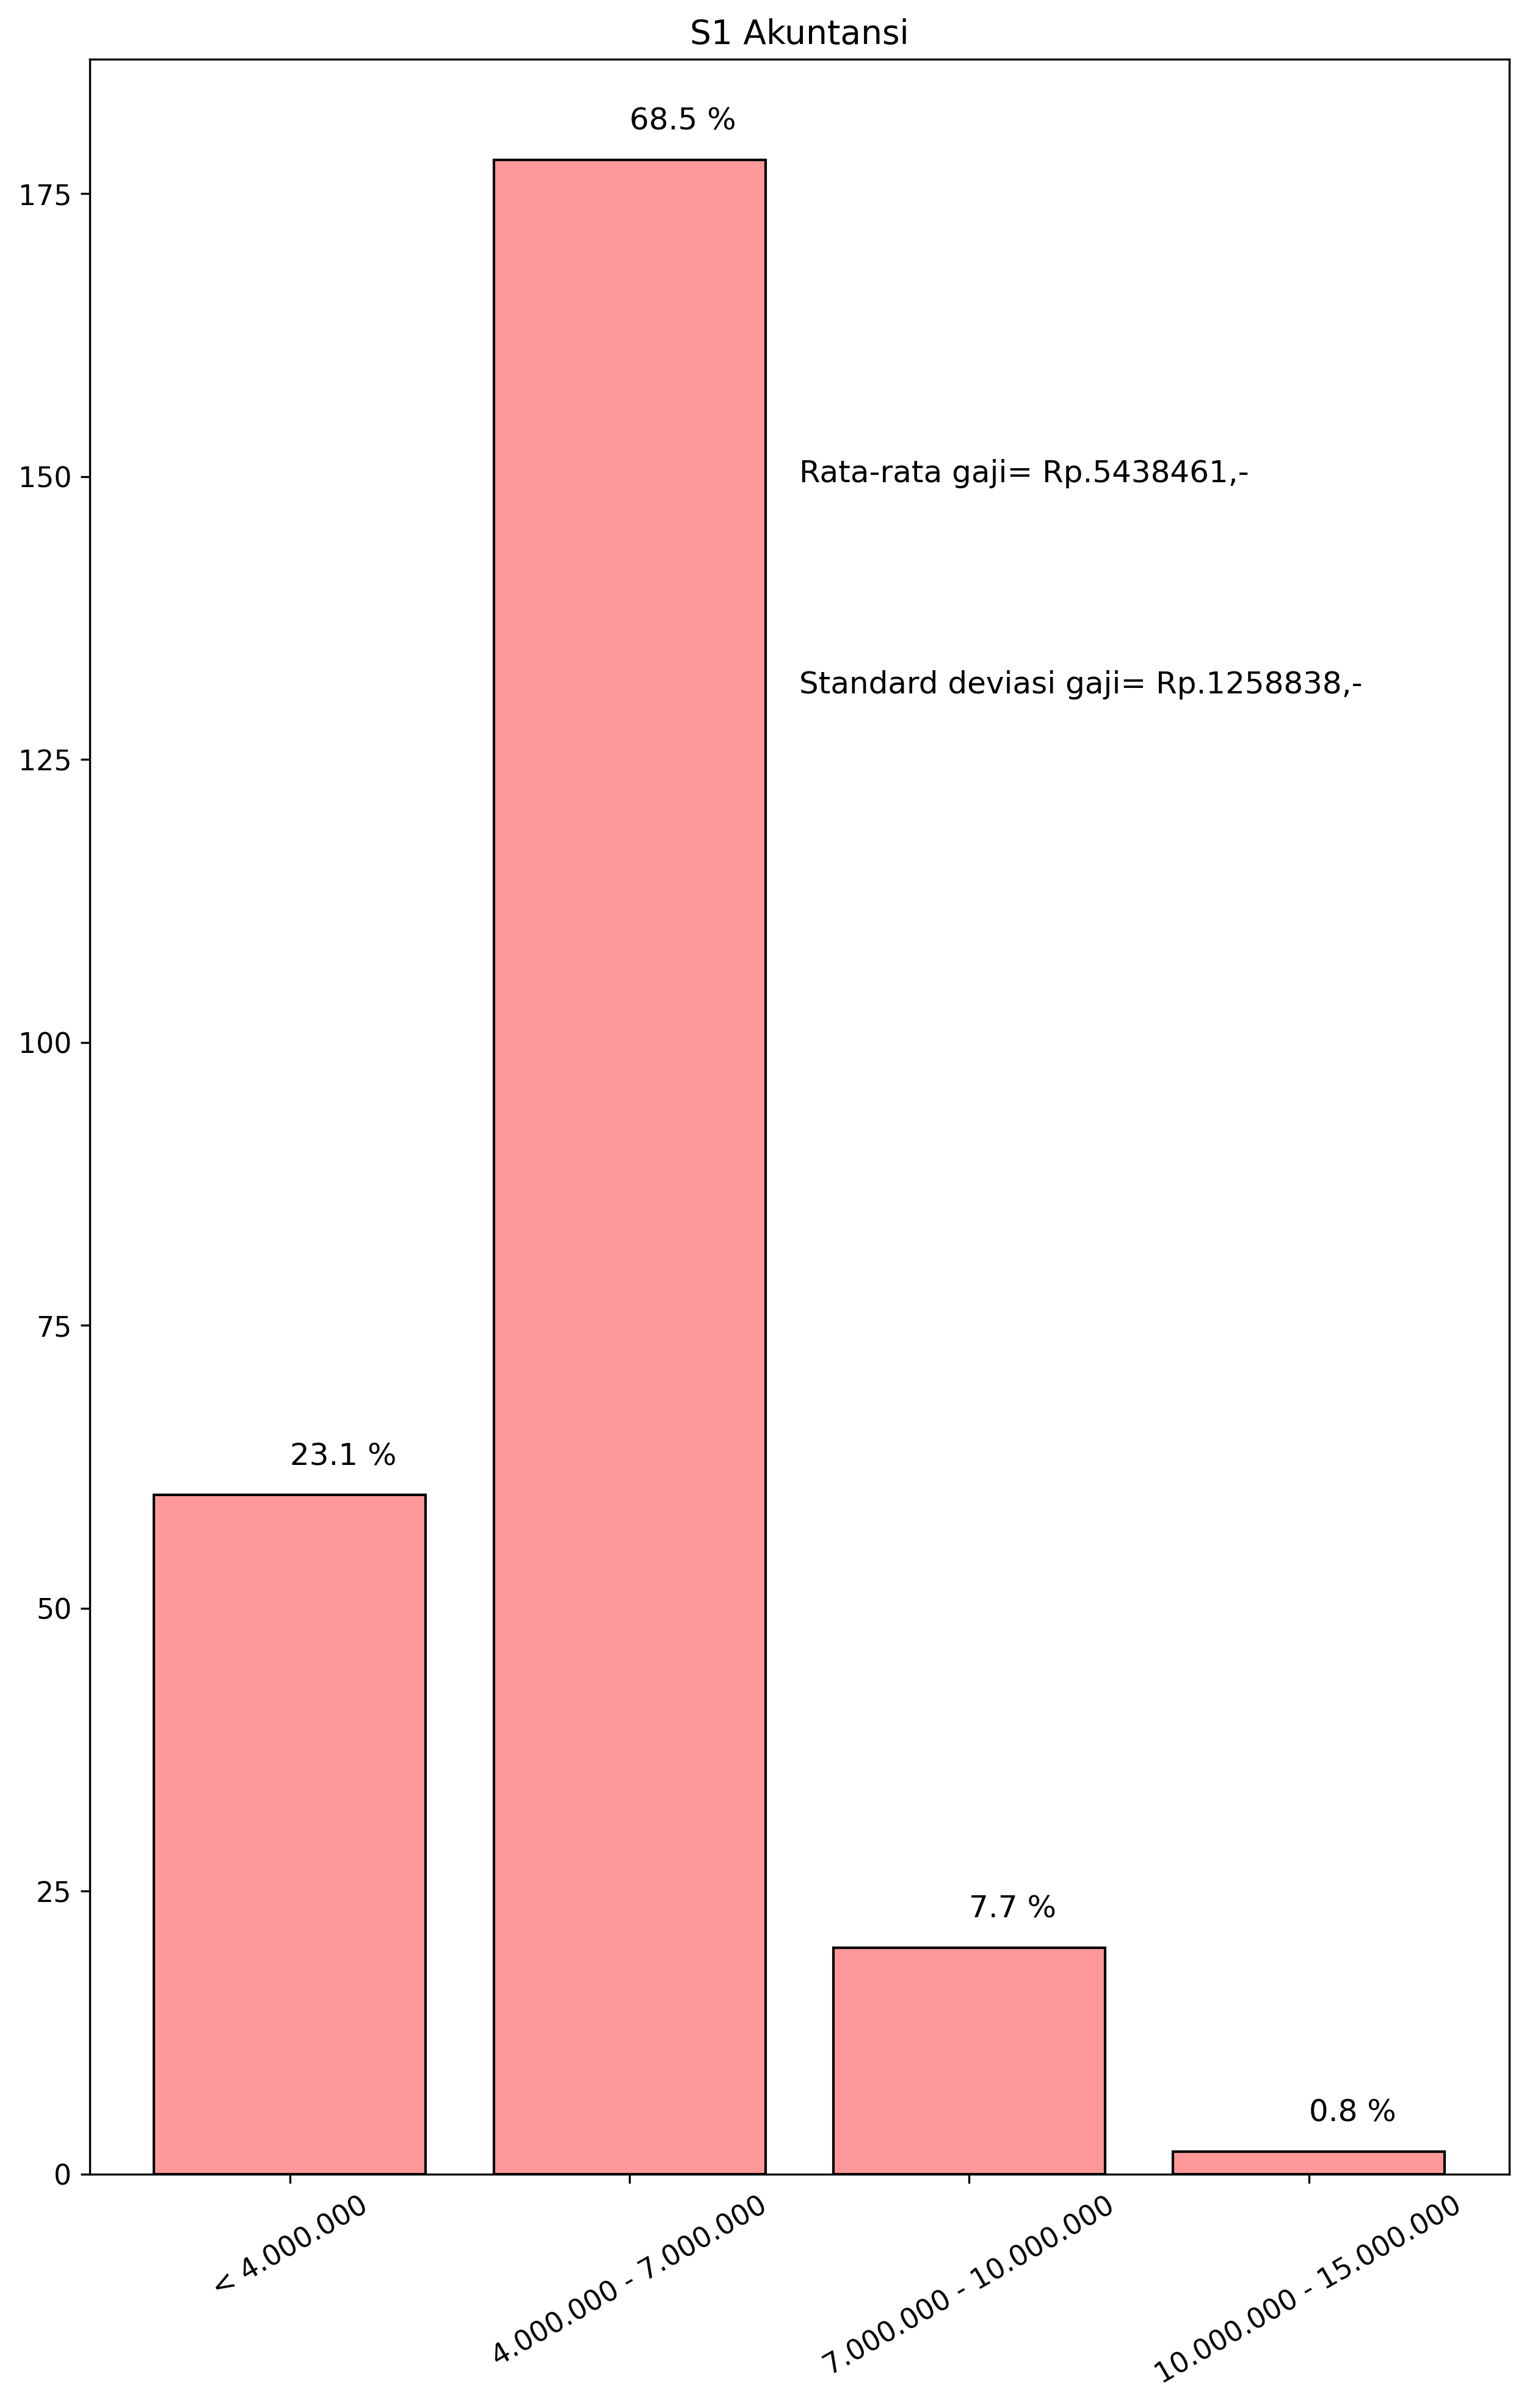 S1 Akuntansi
68.5 %
175
150
Rata-rata gaji= Rp.5438461,-
Standard deviasi gaji= Rp.1258838,-
125
100
75
23.1 %
50
25
7.7 %
0.8 %
0
< 4.000.000
4.000.000 - 7.000.000
7.000.000 - 10.000.000
10.000.000 - 15.000.000